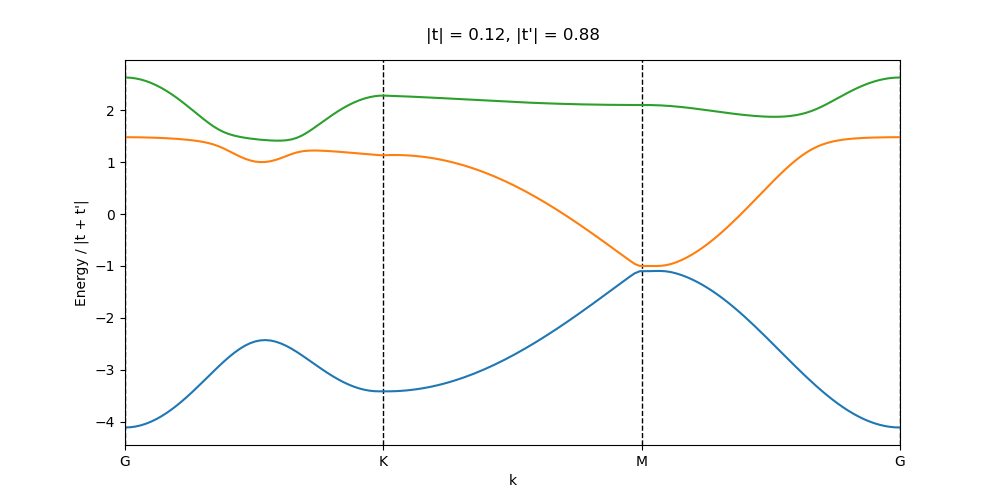 |t| = 0.12, |t'| = 0.88
Energy / |t + t'|
2
1
0
−1
−2
−3
−4
G
K
M
G
k